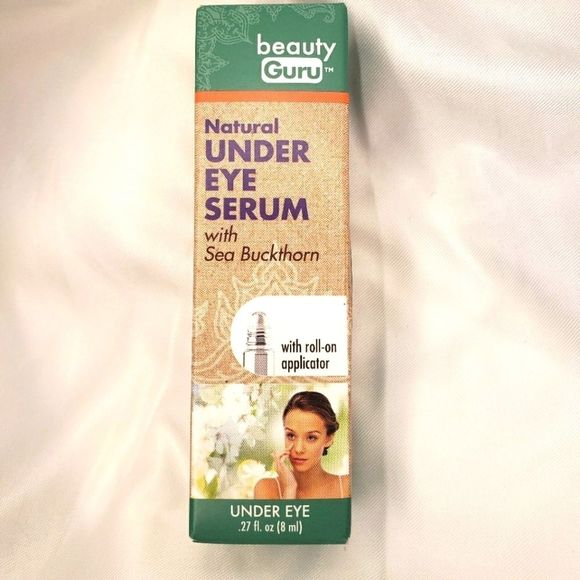 beauty
Guru™
Natural
UNDER
EYE
SERUM
with
Sea Buckthorn
with roll-on
applicator
UNDER EYE
.27 fl. oz (8 ml)